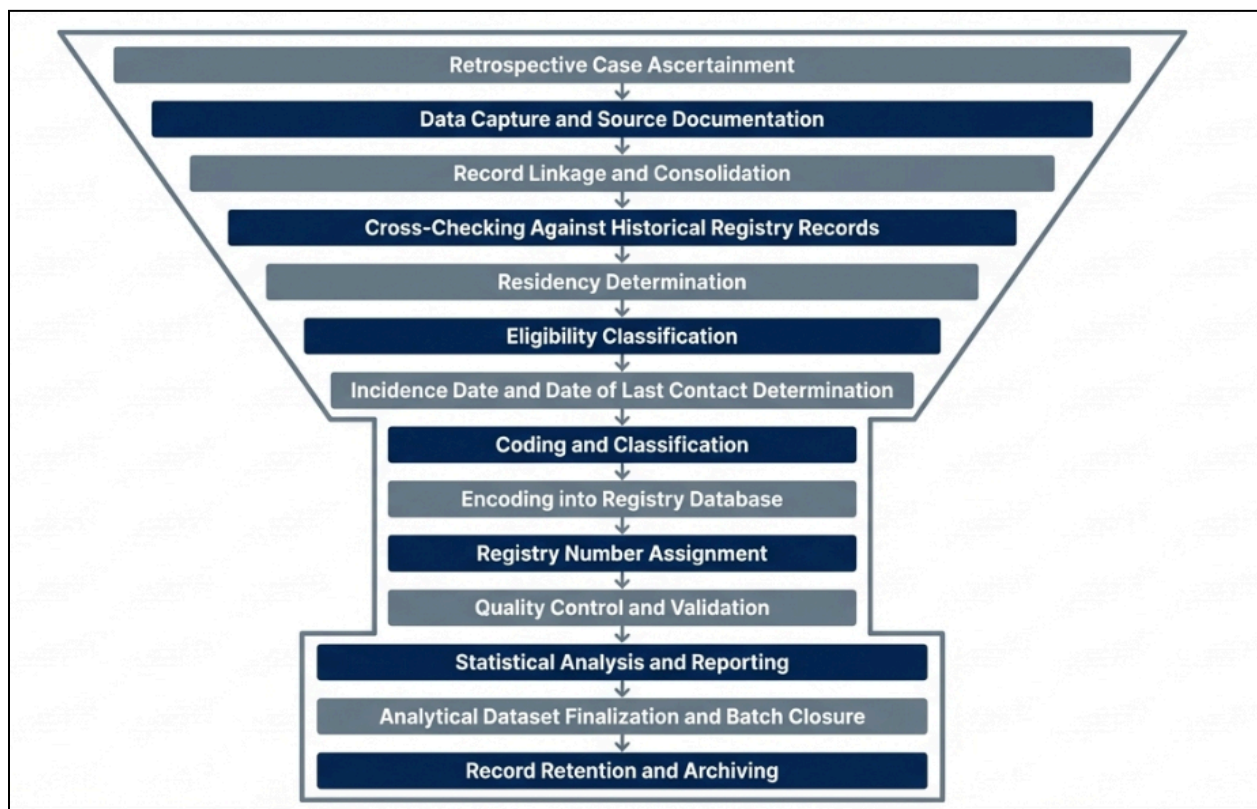 Retrospective Case Ascertainment
Data Capture and Source Documentation
Record Linkage and Consolidation
Cross-Checking Against Historical Registry Records
Residency Determination
Eligibility Classification
Incidence Date and Date of Last Contact Determination
Coding and Classification
Encoding into Registry Database
Registry Number Assignment
Quality Control and Validation
Statistical Analysis and Reporting
Analytical Dataset Finalization and Batch Closure
Record Retention and Archiving